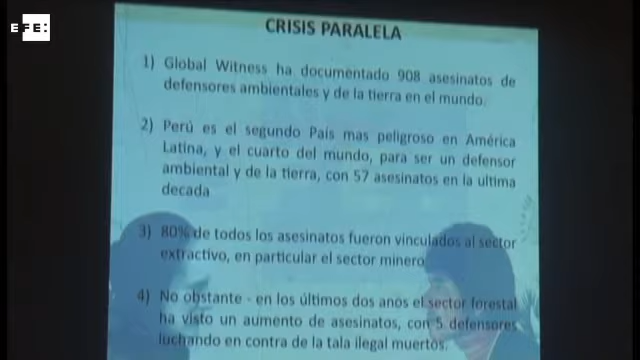 EFE:
CRISIS PARALELA
1) Global Witness ha documentado 908 asesinatos de
defensores ambientales y de la tierra en el mundo.
2) Perú es el segundo País mas peligroso en América
Latina, y el cuarto del mundo, para ser un defensor
ambiental y de la tierra, con 57 asesinatos en la ultima
decada
3) 80% de todos los asesinatos fueron vinculados al sector
extractivo, en particular el sector minero
4) No obstante - en los últimos dos anos el sector forestal
ha visto un aumento de asesinatos, con 5 defensores
luchando en contra de la tala ilegal muertos.